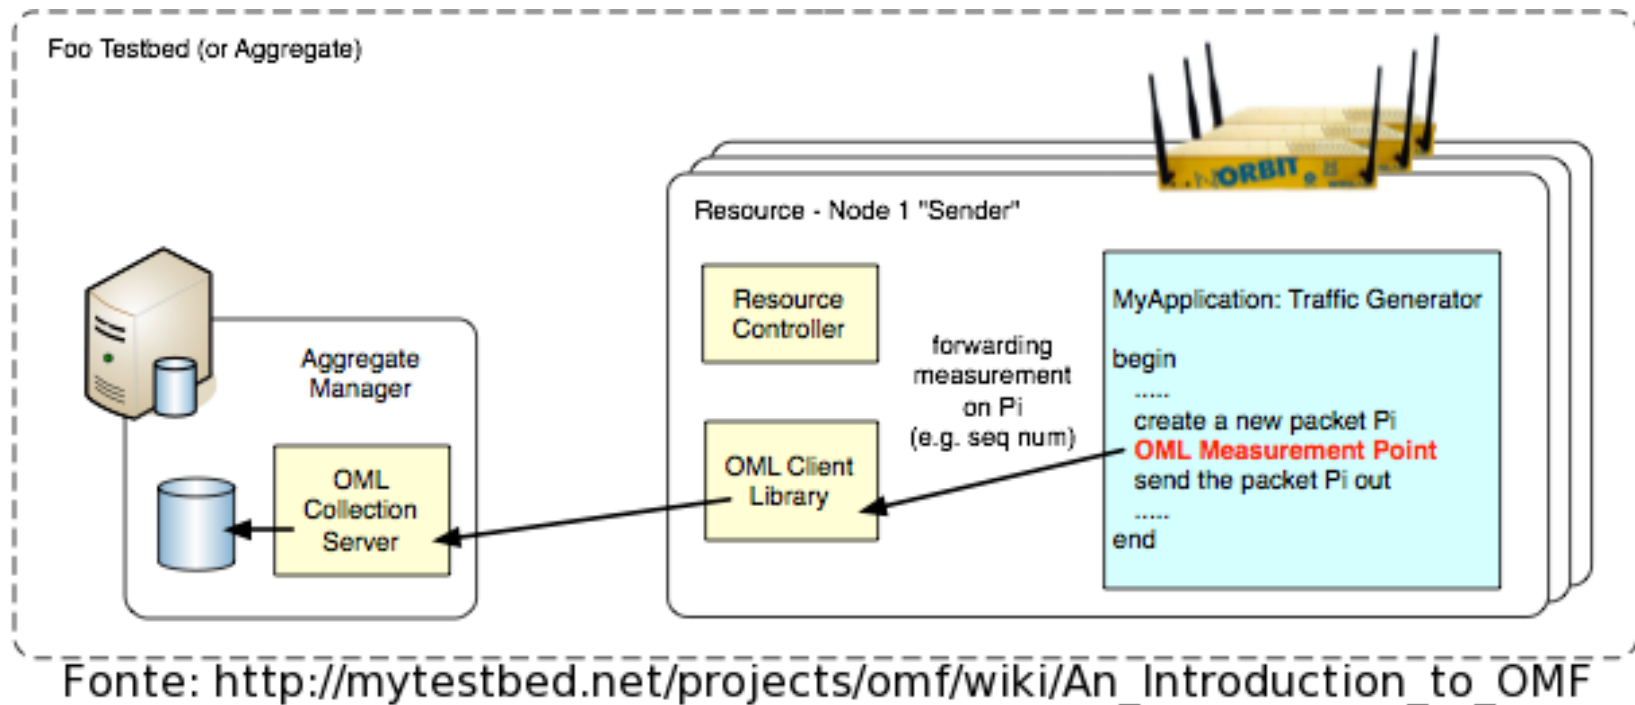 Foo Testbed (or Aggregate)
ORBIT
Resource - Node 1 "Sender"
Resource
Controller
MyApplication: Traffic Generator
forwarding
measurement
on Pi
(e.g. seq num)
begin
.....
create a new packet Pi
OML Measurement Point
send the packet Pi out
.....
end
Aggregate
Manager
OML Client
Library
OML
Collection
Server
Fonte: http://mytestbed.net/projects/omf/wiki/An_Introduction_to_OMF